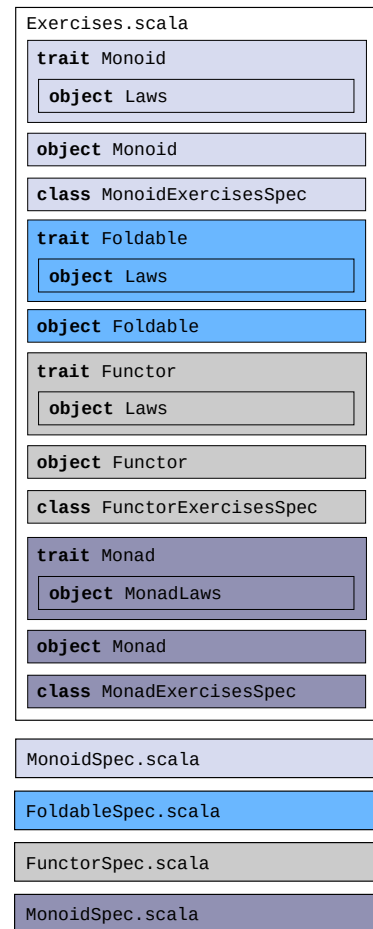 Exercises.scala
trait Monoid
object Laws
object Monoid
class MonoidExercisesSpec
trait Foldable
object Laws
object Foldable
trait Functor
object Laws
object Functor
class FunctorExercisesSpec
trait Monad
object MonadLaws
object Monad
class MonadExercisesSpec
MonoidSpec.scala
FoldableSpec.scala
FunctorSpec.scala
MonoidSpec.scala